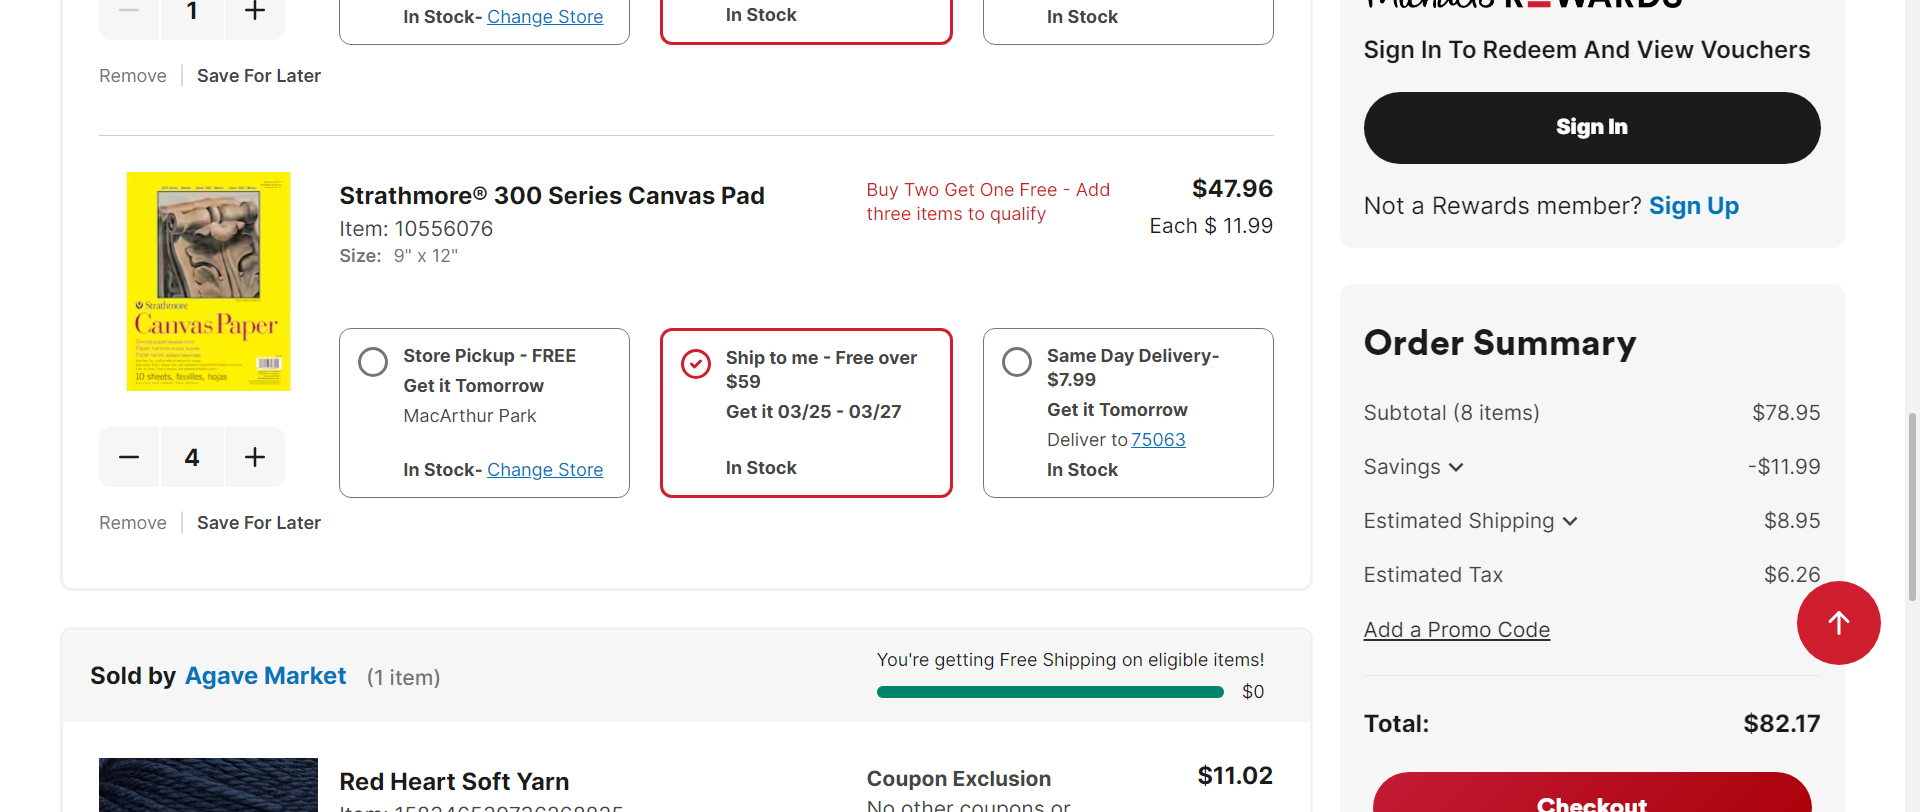 1
In Stock- Change Store
In Stock
In Stock
Remove
Save For Later
Strathmore
Canvas Paper
10 sheets, feuilles, hojas
Strathmore® 300 Series Canvas Pad
Item: 10556076
Size: 9" x 12"
Buy Two Get One Free - Add
three items to qualify
$47.96
Each $ 11.99
4
Store Pickup - FREE
Get it Tomorrow
MacArthur Park
In Stock- Change Store
Ship to me - Free over
$59
Get it 03/25 - 03/27
In Stock
Same Day Delivery-
$7.99
Get it Tomorrow
Deliver to 75063
In Stock
Remove
Save For Later
Sold by Agave Market (1 item)
You're getting Free Shipping on eligible items!
$0
Red Heart Soft Yarn
Coupon Exclusion
No other coupons or
$11.02
Michaels REWARDS
Sign In To Redeem And View Vouchers
Sign In
Not a Rewards member? Sign Up
Order Summary
Subtotal (8 items) $78.95
Savings -$11.99
Estimated Shipping $8.95
Estimated Tax $6.26
Add a Promo Code
Total: $82.17
Checkout